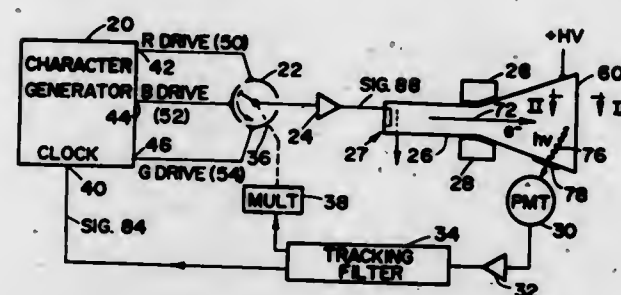 20
R DRIVE (50)
42
22
+HV
CHARACTER
GENERATOR
B DRIVE
(52)
44
SIG. 88
28
60
72
II
I
24
e-
hν
76
36
27
26
46
CLOCK
G DRIVE (54)
28
78
40
MULT
38
PMT
30
SIG. 84
34
TRACKING
FILTER
32